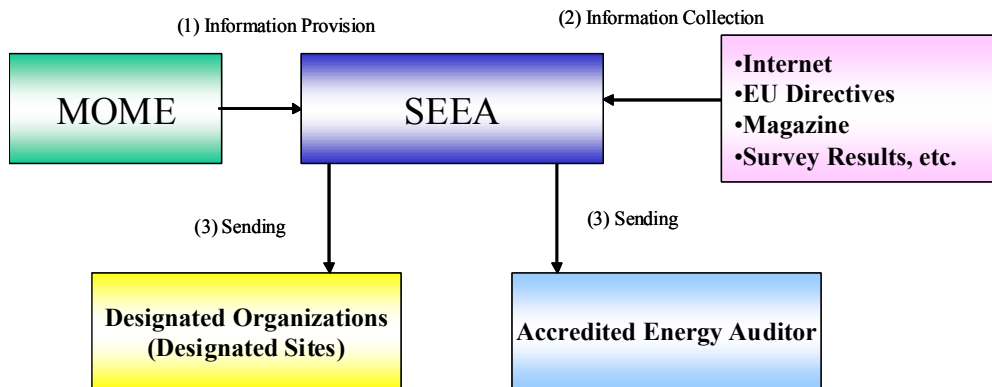 (1) Information Provision
(2) Information Collection
MOME
SEEA
•Internet
•EU Directives
•Magazine
•Survey Results, etc.
(3) Sending
(3) Sending
Designated Organizations
(Designated Sites)
Accredited Energy Auditor